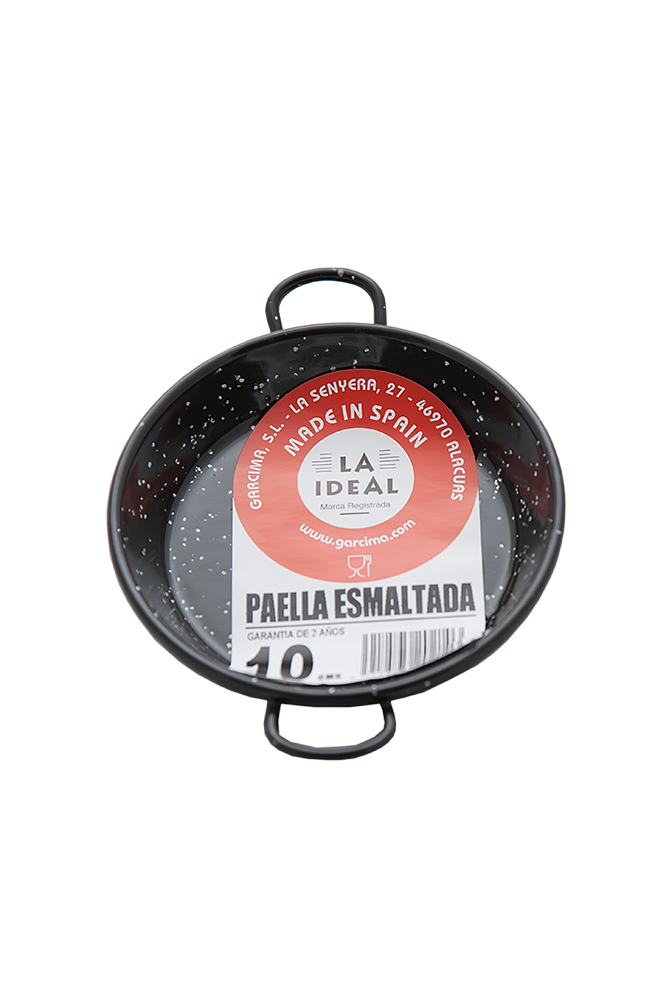 GARCIMA, S.L. - LA SENYERA, 27 - 46970 ALACUAS
MADE IN SPAIN
LA
IDEAL
Marca Registrada
www.garcima.com
PAELLA ESMALTADA
GARANTIA DE 2 AÑOS
10